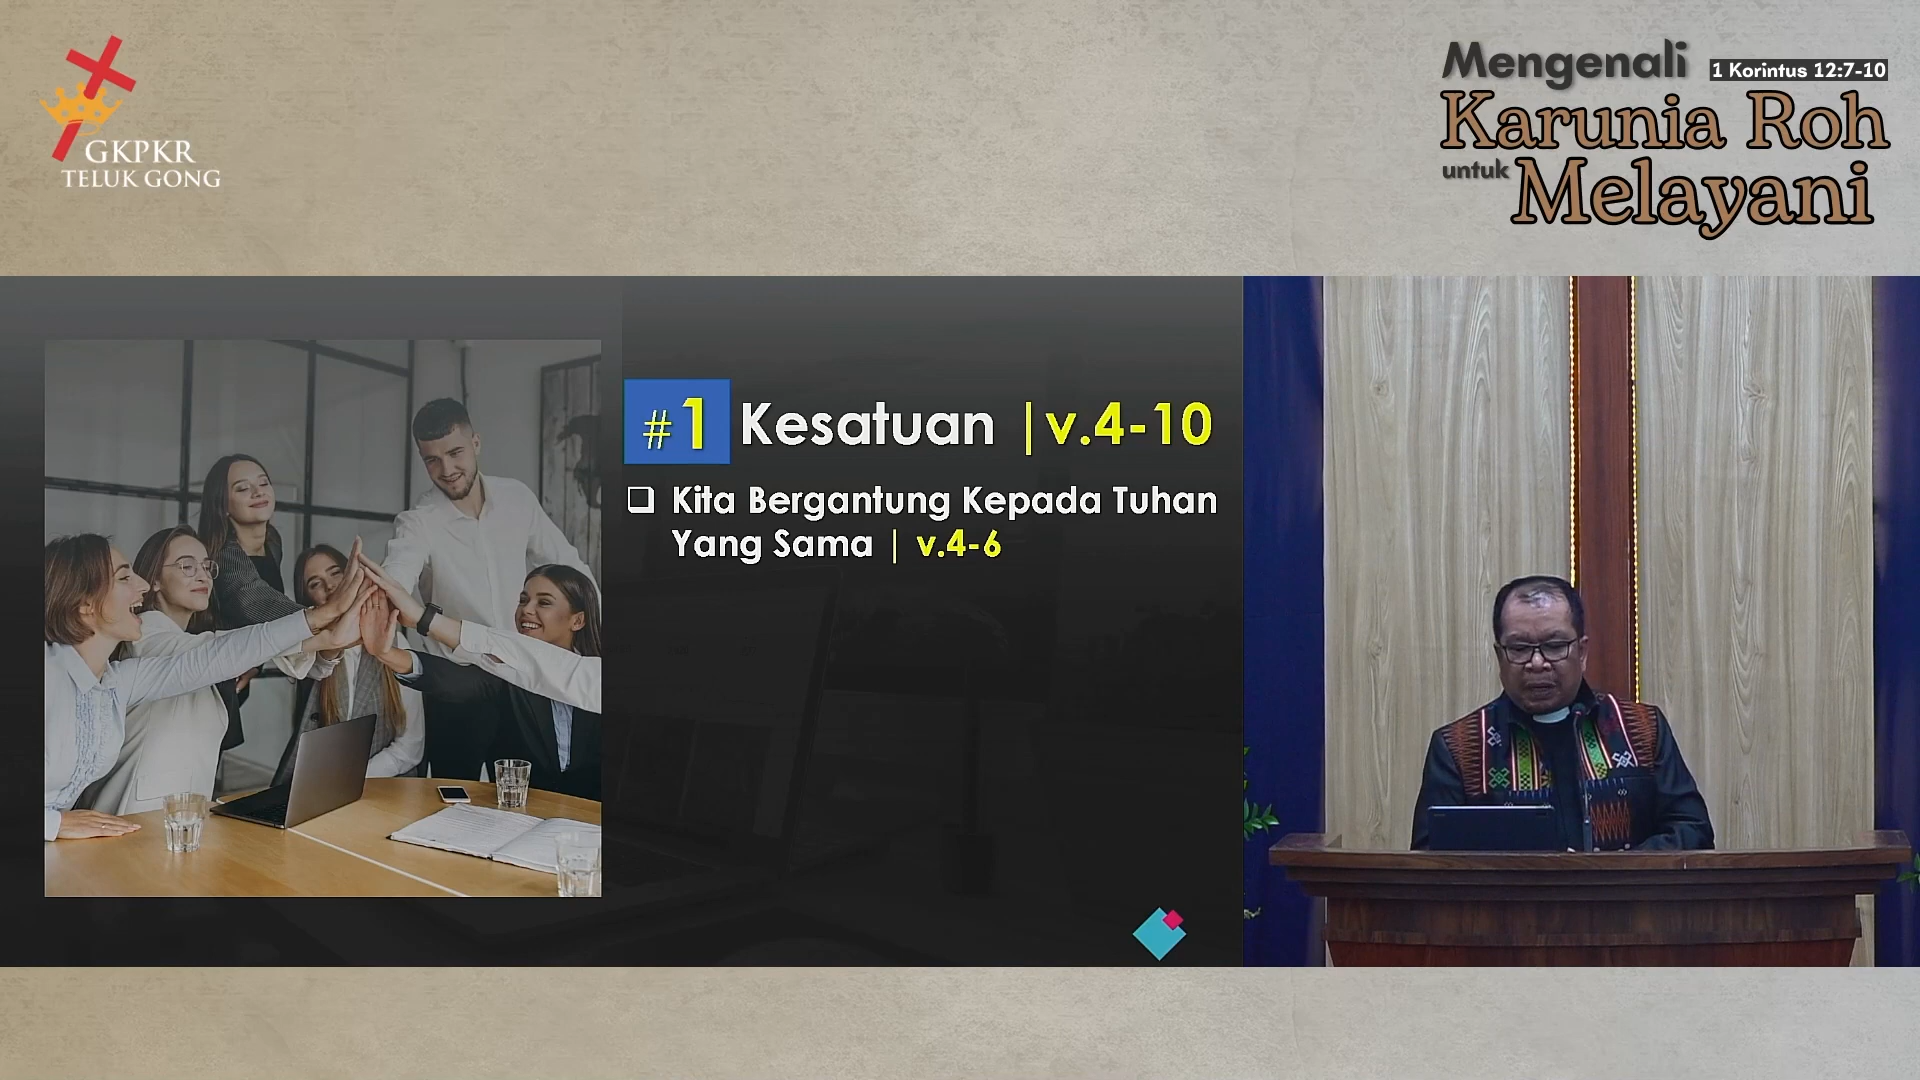 GKPKR
TELUK GONG
Mengenali
1 Korintus 12:7-10
Karunia Roh
untuk Melayani
#1 Kesatuan |v.4-10
❑ Kita Bergantung Kepada Tuhan
Yang Sama | v.4-6